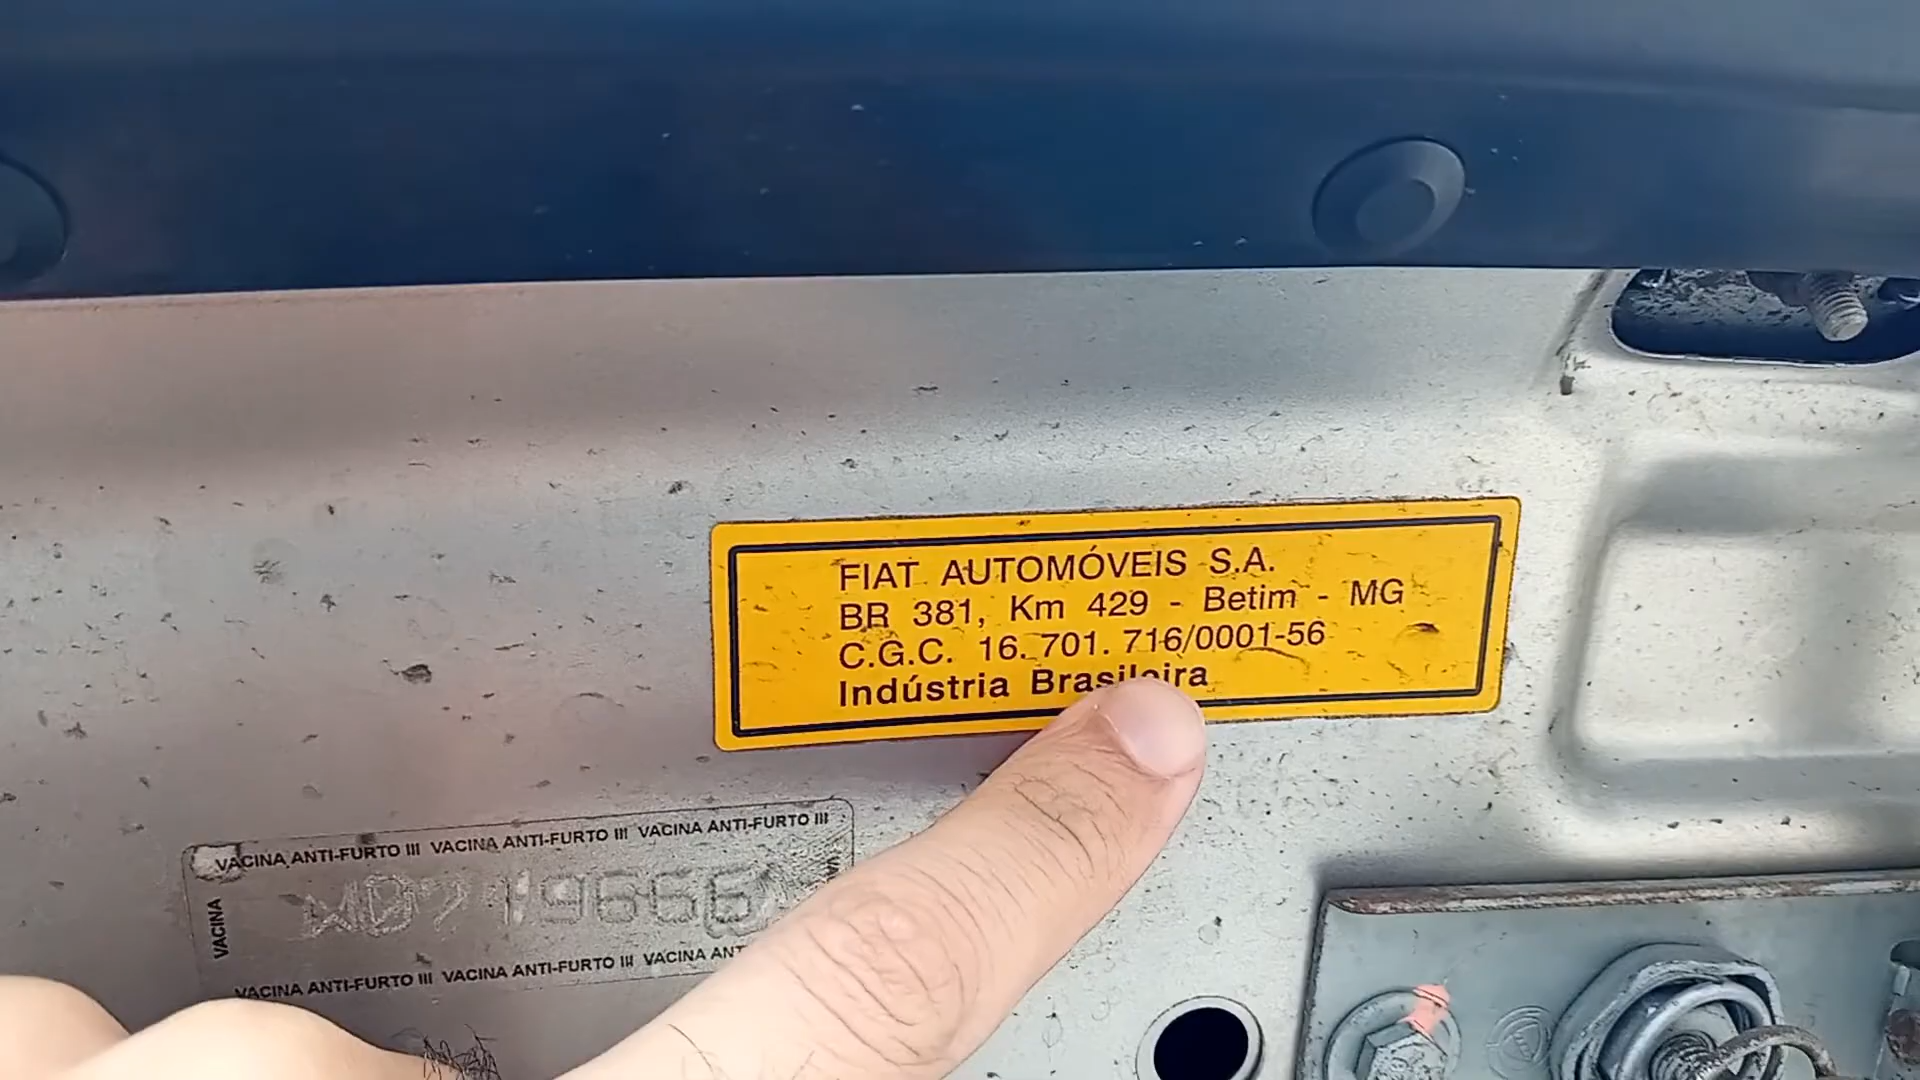 FIAT AUTOMÓVEIS S.A.
BR 381, Km 429 - Betim - MG
C.G.C. 16. 701. 716/0001-56
Indústria Brasileira
VACINA ANTI-FURTO III VACINA ANTI-FURTO III VACINA ANTI-FURTO III
VACINA
VACINA ANTI-FURTO III VACINA ANTI-FURTO III VACINA